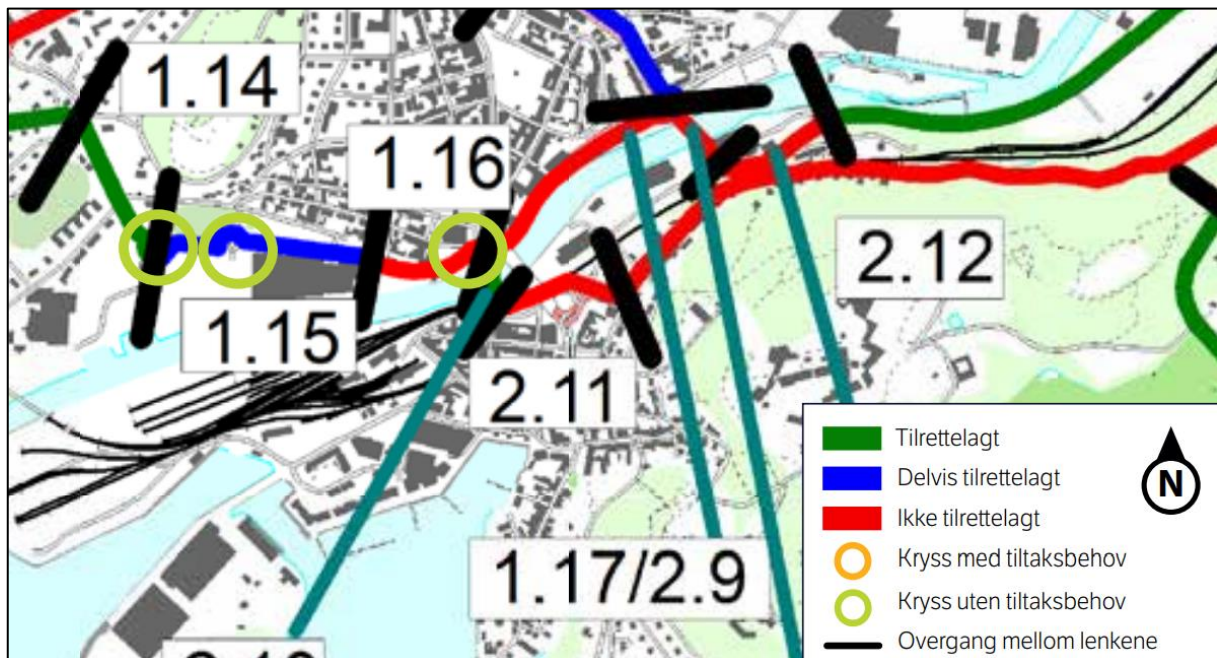 1.14
1.16
1.15
2.11
2.12
1.17/2.9
Tilrettelagt
Delvis tilrettelagt
Ikke tilrettelagt
Kryss med tiltaksbehov
Kryss uten tiltaksbehov
Overgang mellom lenkene
N